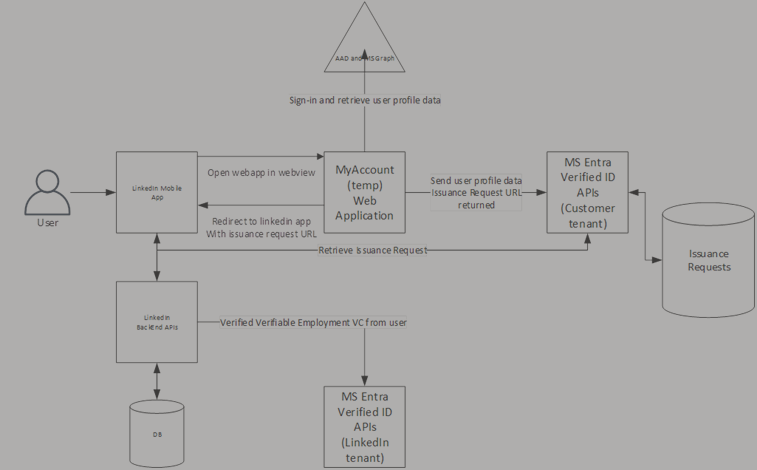 AAD and MSGraph
Sign-in and retrieve user profile data
User
LinkedIn Mobile
App
Open webapp in webview
Redirect to linkedin app
With issuance request URL
MyAccount
(temp)
Web
Application
Send user profile data
Issuance Request URL
returned
MS Entra
Verified ID
APIs
(Customer
tenant)
Issuance
Requests
Retrieve Issuance Request
LinkedIn
BackEnd APIs
Verified Verifiable Employment VC from user
DB
MS Entra
Verified ID
APIs
(LinkedIn
tenant)